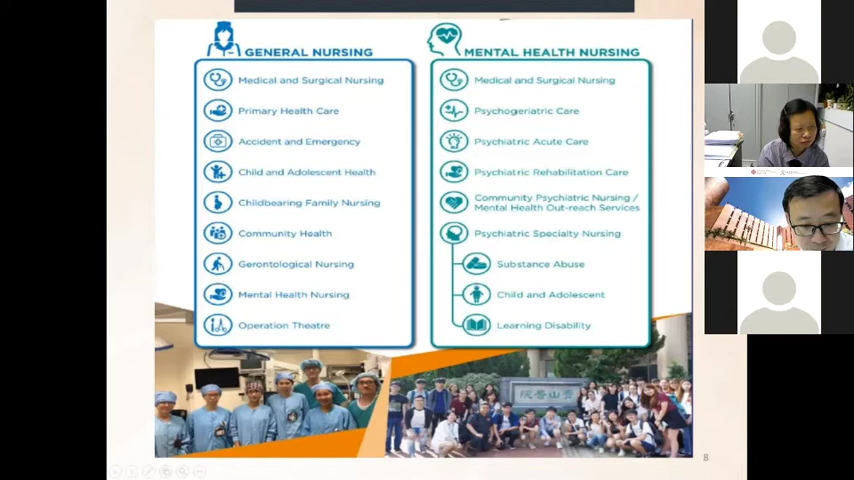 GENERAL NURSING
Medical and Surgical Nursing
Primary Health Care
Accident and Emergency
Child and Adolescent Health
Childbearing Family Nursing
Community Health
Gerontological Nursing
Mental Health Nursing
Operation Theatre
MENTAL HEALTH NURSING
Medical and Surgical Nursing
Psychogeriatric Care
Psychiatric Acute Care
Psychiatric Rehabilitation Care
Community Psychiatric Nursing /
Mental Health Out-reach Services
Psychiatric Specialty Nursing
Substance Abuse
Child and Adolescent
Learning Disability
院醫山
8